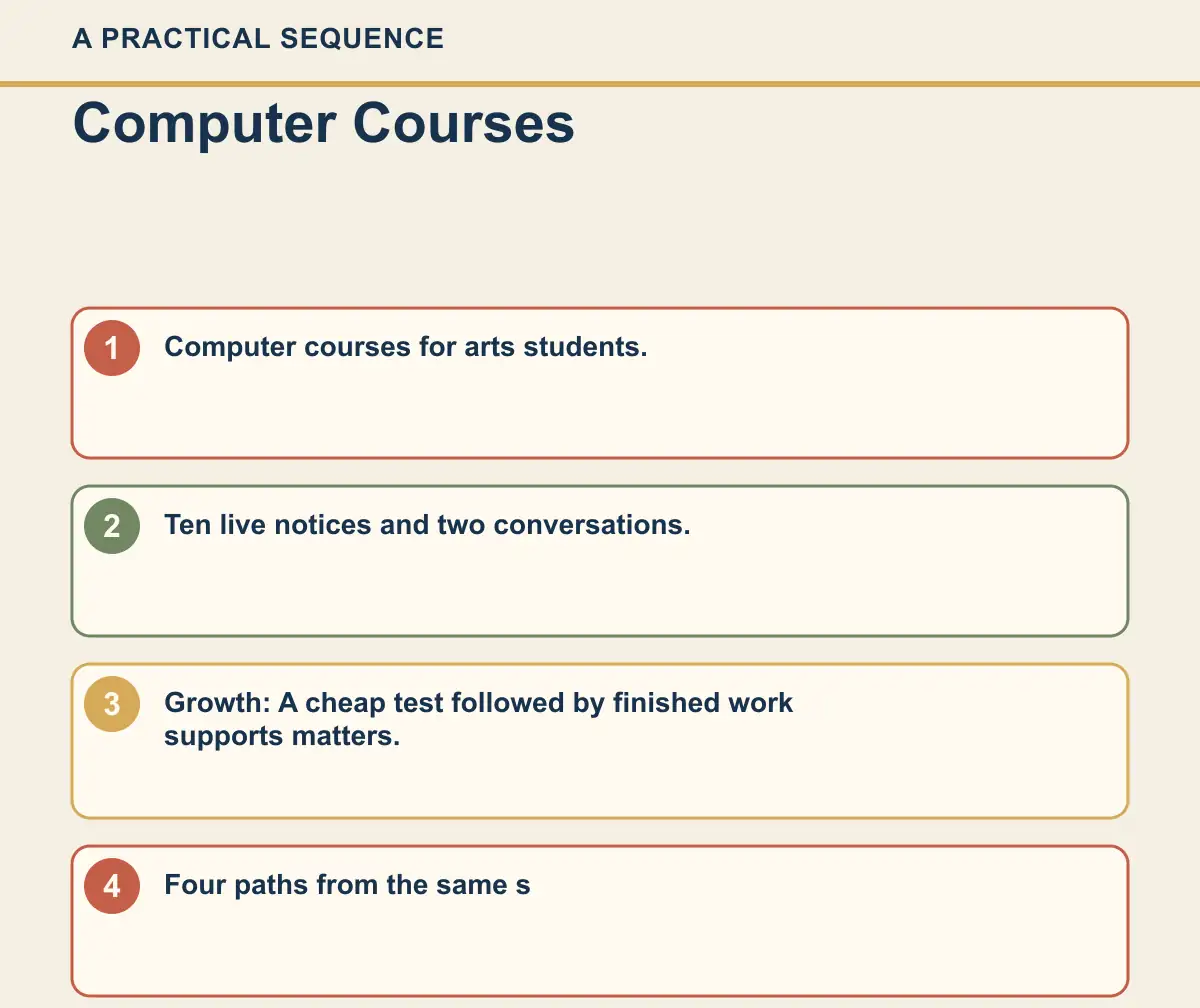 A PRACTICAL SEQUENCE
Computer Courses
1
Computer courses for arts students.
2
Ten live notices and two conversations.
3
Growth: A cheap test followed by finished work
supports matters.
4
Four paths from the same s